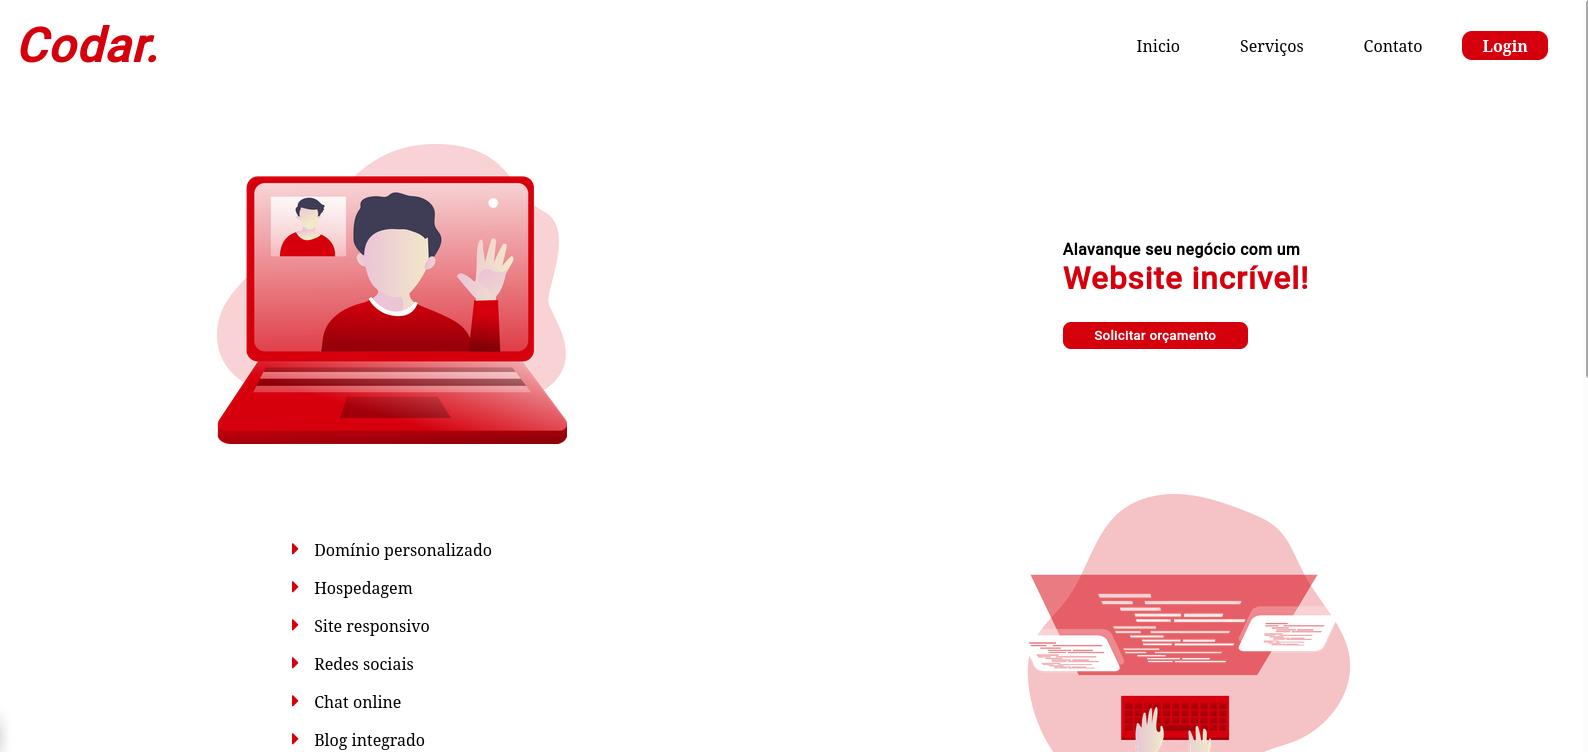 Codar.
Inicio
Serviços
Contato
Login
Alavanque seu negócio com um
Website incrível!
Solicitar orçamento
Domínio personalizado
Hospedagem
Site responsivo
Redes sociais
Chat online
Blog integrado